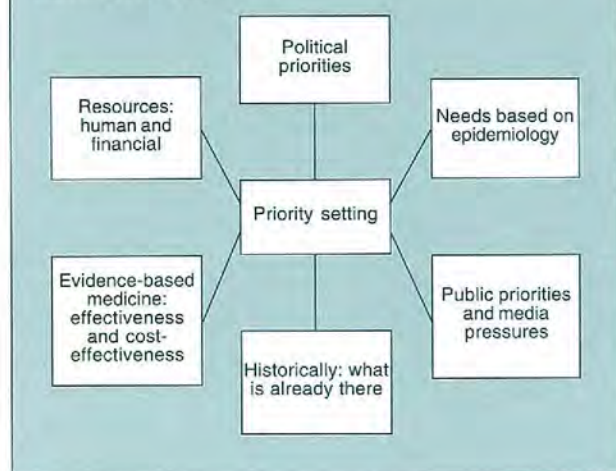 Political
priorities
Resources:
human and
financial
Needs based on
epidemiology
Priority setting
Evidence-based
medicine:
effectiveness
and cost-
effectiveness
Public priorities
and media
pressures
Historically: what
is already there